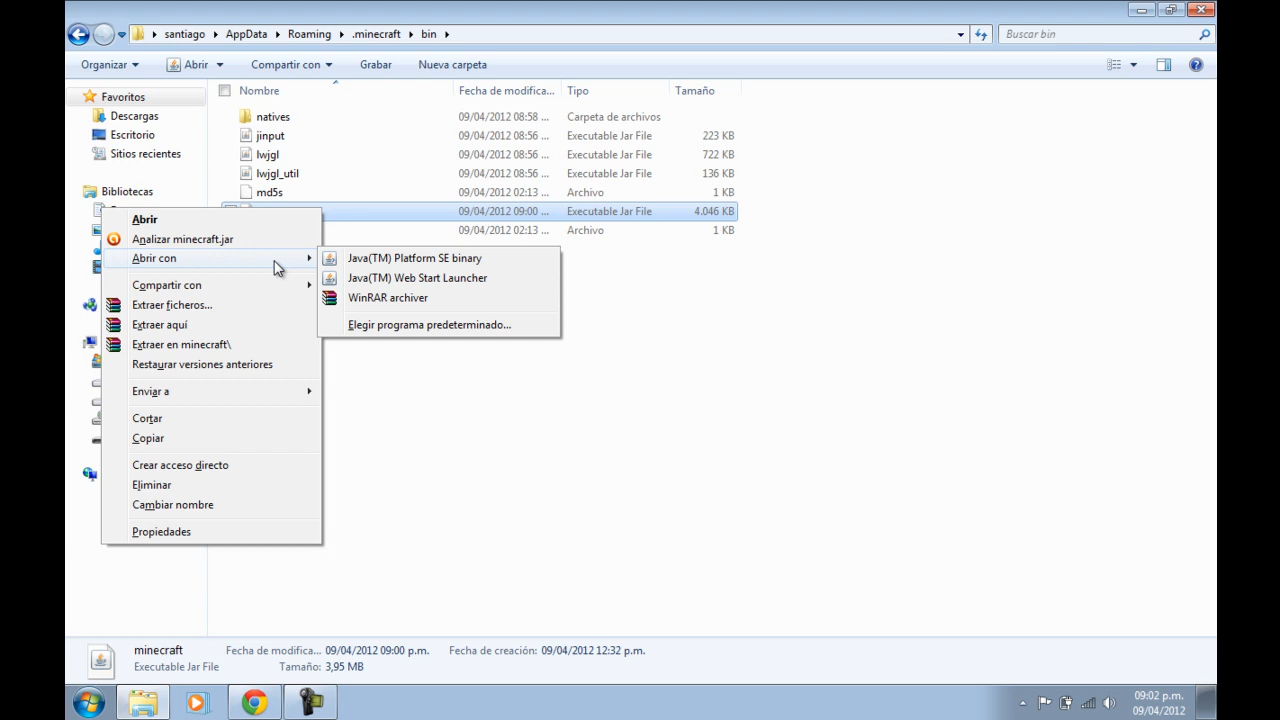 santiago AppData Roaming .minecraft bin
Buscar bin
Organizar Abrir Compartir con Grabar Nueva carpeta
Nombre Fecha de modifica... Tipo Tamaño
Favoritos
Descargas
Escritorio
Sitios recientes
Bibliotecas
natives 09/04/2012 08:58 ... Carpeta de archivos
jinput 09/04/2012 08:56 ... Executable Jar File 223 KB
lwjgl 09/04/2012 08:56 ... Executable Jar File 722 KB
lwjgl_util 09/04/2012 08:56 ... Executable Jar File 136 KB
md5s 09/04/2012 02:13 ... Archivo 1 KB
09/04/2012 09:00 ... Executable Jar File 4.046 KB
09/04/2012 02:13 ... Archivo 1 KB
Abrir
Analizar minecraft.jar
Abrir con
Compartir con
Extraer ficheros...
Extraer aquí
Extraer en minecraft\
Restaurar versiones anteriores
Enviar a
Cortar
Copiar
Crear acceso directo
Eliminar
Cambiar nombre
Propiedades
Java(TM) Platform SE binary
Java(TM) Web Start Launcher
WinRAR archiver
Elegir programa predeterminado...
minecraft Fecha de modifica... 09/04/2012 09:00 p.m. Fecha de creación: 09/04/2012 12:32 p.m.
Executable Jar File Tamaño: 3,95 MB
09:02 p.m.
09/04/2012